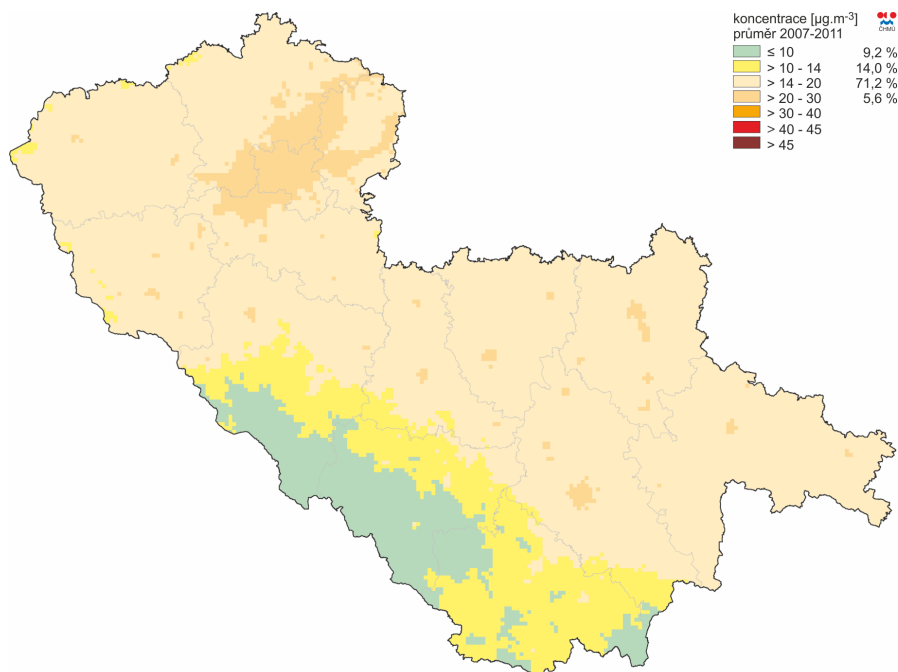 koncentrace [µg.m-3]
průměr 2007-2011
ČHMÚ
≤ 10 9,2 %
> 10 - 14 14,0 %
> 14 - 20 71,2 %
> 20 - 30 5,6 %
> 30 - 40
> 40 - 45
> 45